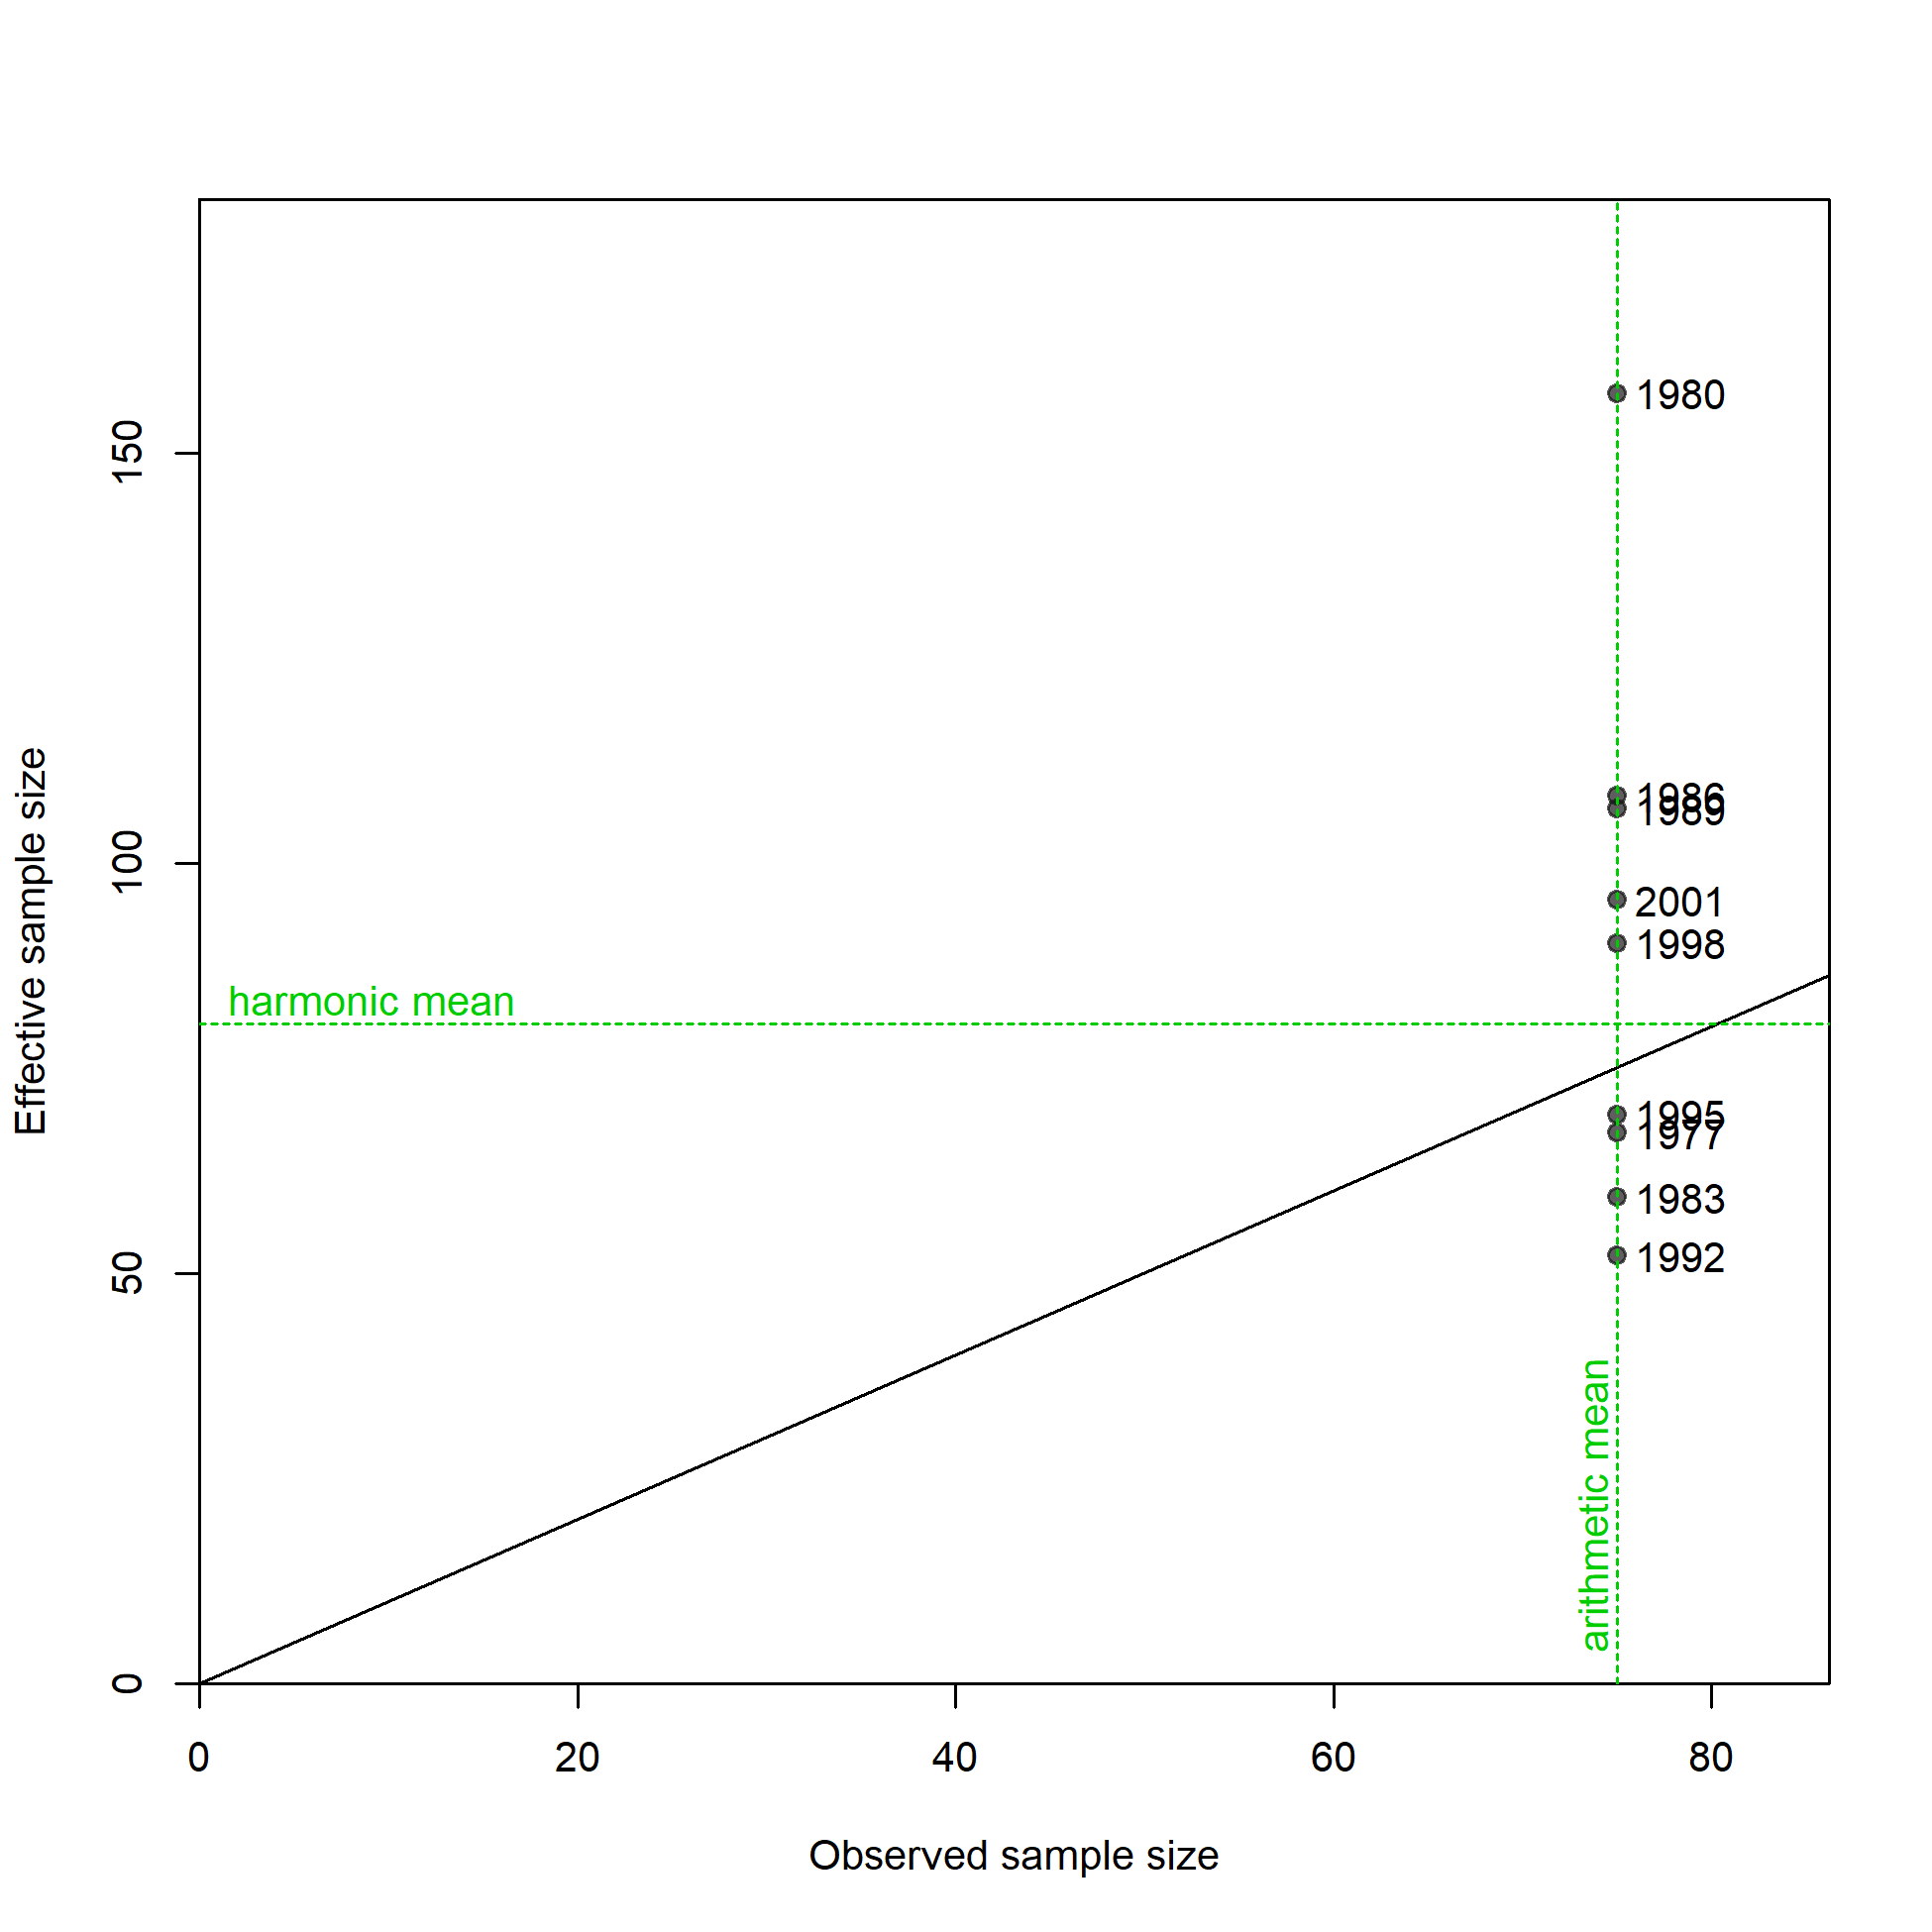 1980
150
1986
1989
100
2001
1998
harmonic mean
Effective sample size
1995
1977
1983
1992
50
arithmetic mean
0
0 20 40 60 80
Observed sample size